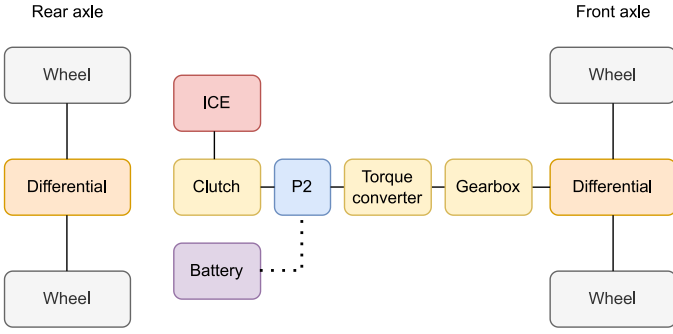 Rear axle
Front axle
Wheel
ICE
Wheel
Differential
Clutch
P2
Torque
converter
Gearbox
Differential
Wheel
Battery
Wheel